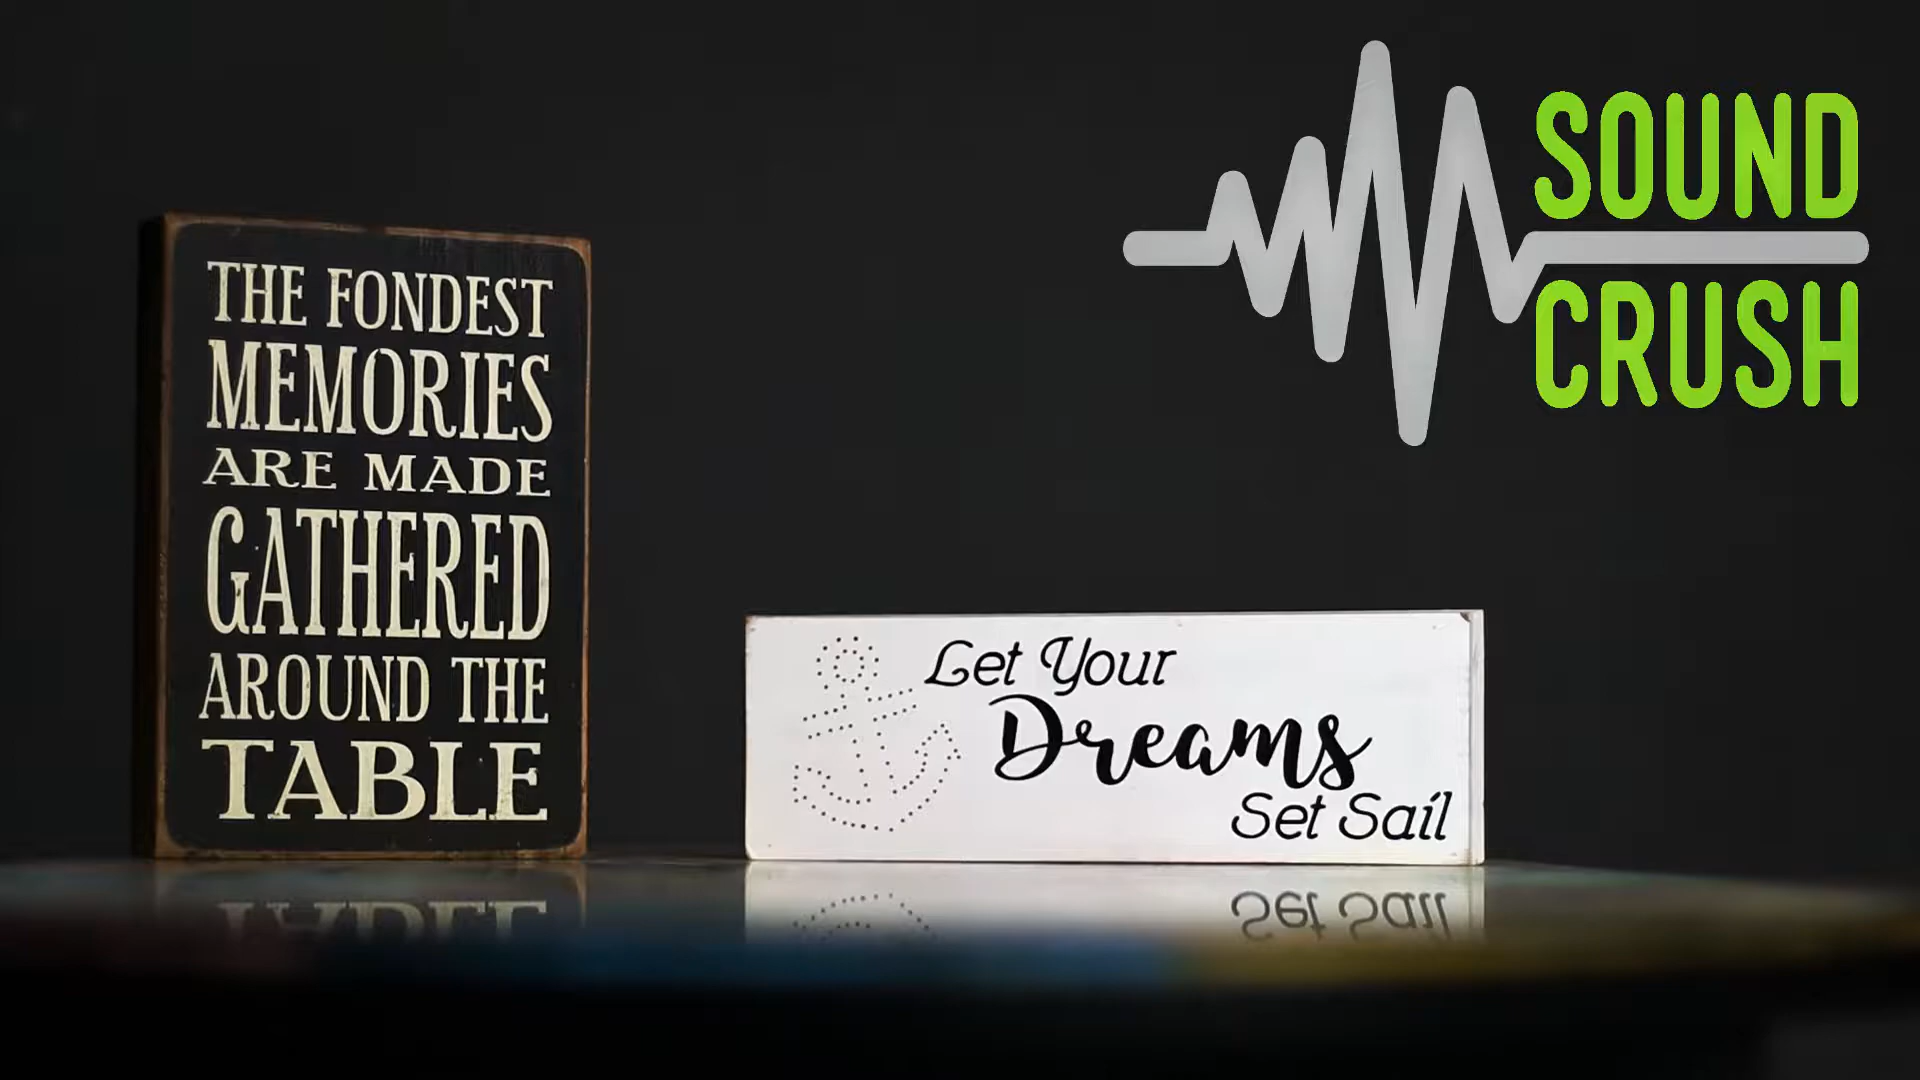 THE FONDEST
MEMORIES
ARE MADE
GATHERED
AROUND THE
TABLE
Let Your
Dreams
Set Sail
SOUND
CRUSH